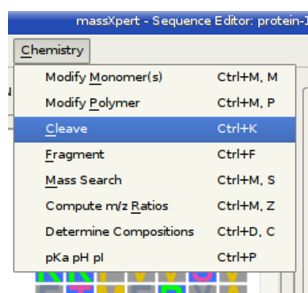 massXpert - Sequence Editor: protein-
Chemistry
Modify Monomer(s) Ctrl+M, M
Modify Polymer Ctrl+M, P
Cleave Ctrl+K
Fragment Ctrl+F
Mass Search Ctrl+M, S
Compute m/z Ratios Ctrl+M, Z
Determine Compositions Ctrl+D, C
pKa pH pI Ctrl+P